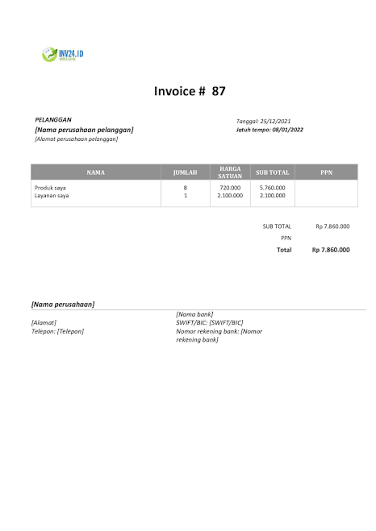 INV24.ID
Invoice # 87
PELANGGAN
[Nama perusahaan pelanggan]
[Alamat perusahaan pelanggan]
Tanggal: 25/12/2021
Jatuh tempo: 08/01/2022
NAMA JUMLAH HARGA SATUAN SUB TOTAL PPN
Produk saya 8 720.000 5.760.000
Layanan saya 1 2.100.000 2.100.000
SUB TOTAL Rp 7.860.000
PPN
Total Rp 7.860.000
[Nama perusahaan]
[Alamat]
Telepon: [Telepon]
[Nama bank]
SWIFT/BIC: [SWIFT/BIC]
Nomor rekening bank: [Nomor
rekening bank]